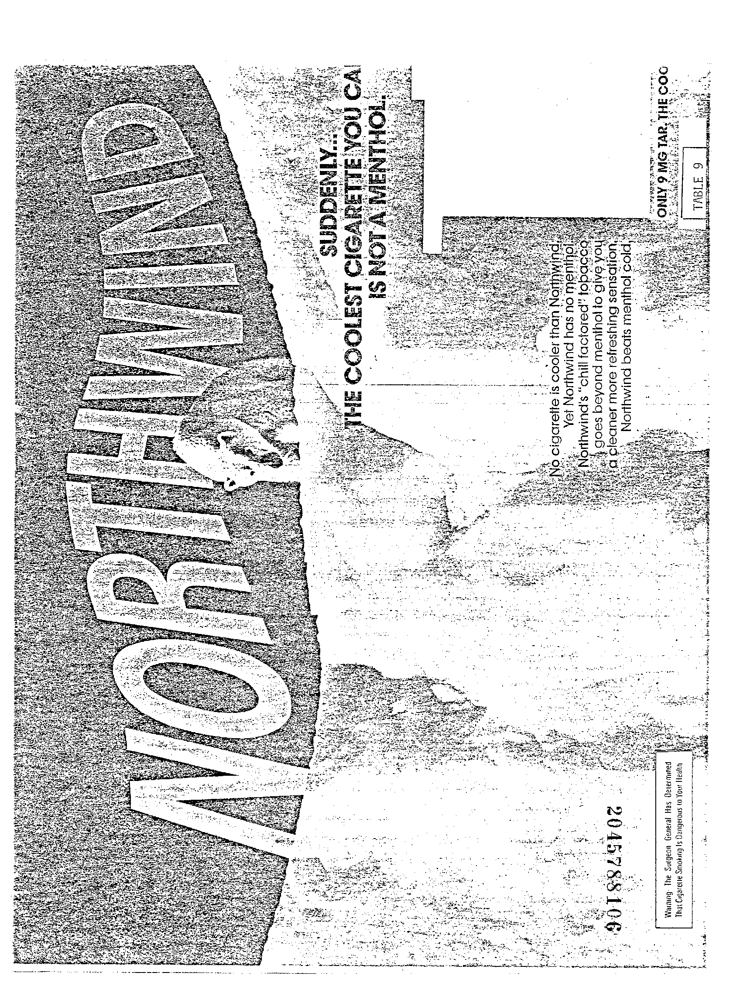 NORTHWIND
SUDDENLY...
THE COOLEST CIGARETTE YOU CA
IS NOT A MENTHOL.
No cigarette is cooler than Northwind.
Yet Northwind has no menthol.
Northwind's "chill factored" tobacco
goes beyond menthol to give you
a cleaner more refreshing sensation.
Northwind beats menthol cold.
ONLY 9 MG TAR, THE COO
TABLE 9
Warning: The Surgeon General Has Determined
That Cigarette Smoking Is Dangerous to Your Health
2045788106